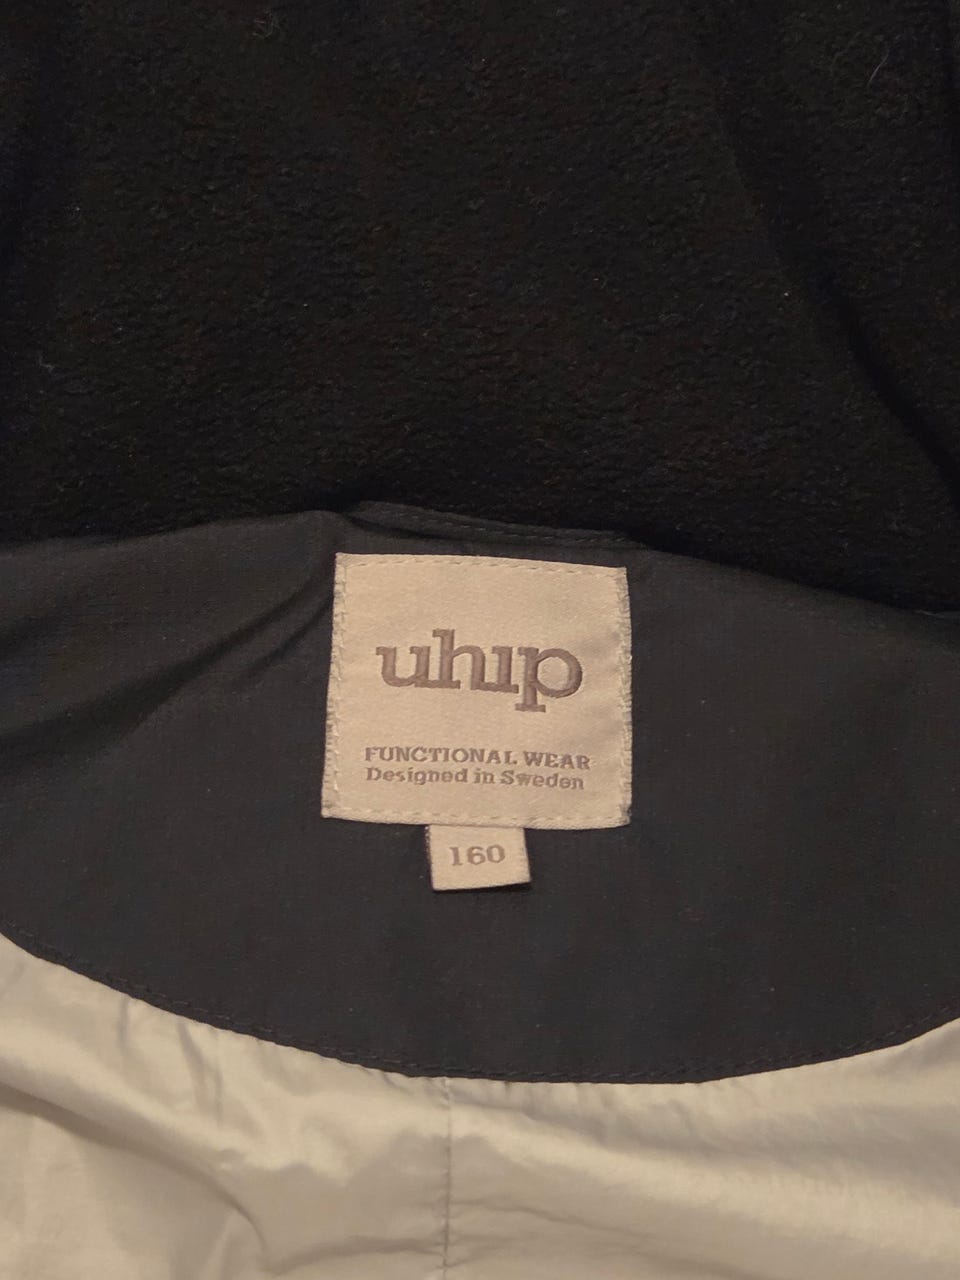 uhip
FUNCTIONAL WEAR
Designed in Sweden
160